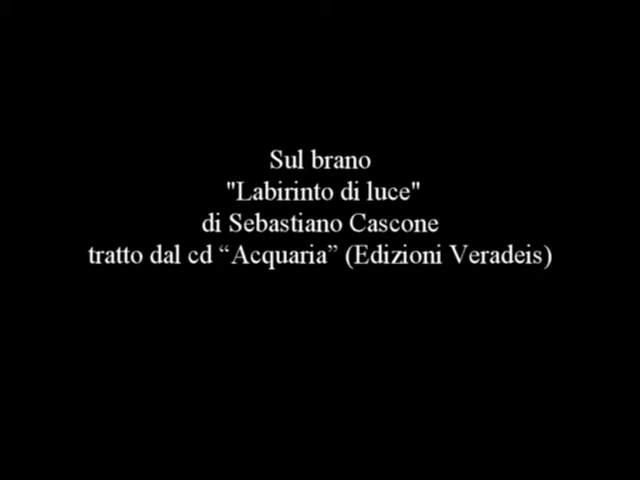 Sul brano
"Labirinto di luce"
di Sebastiano Cascone
tratto dal cd “Acquaria” (Edizioni Veradeis)